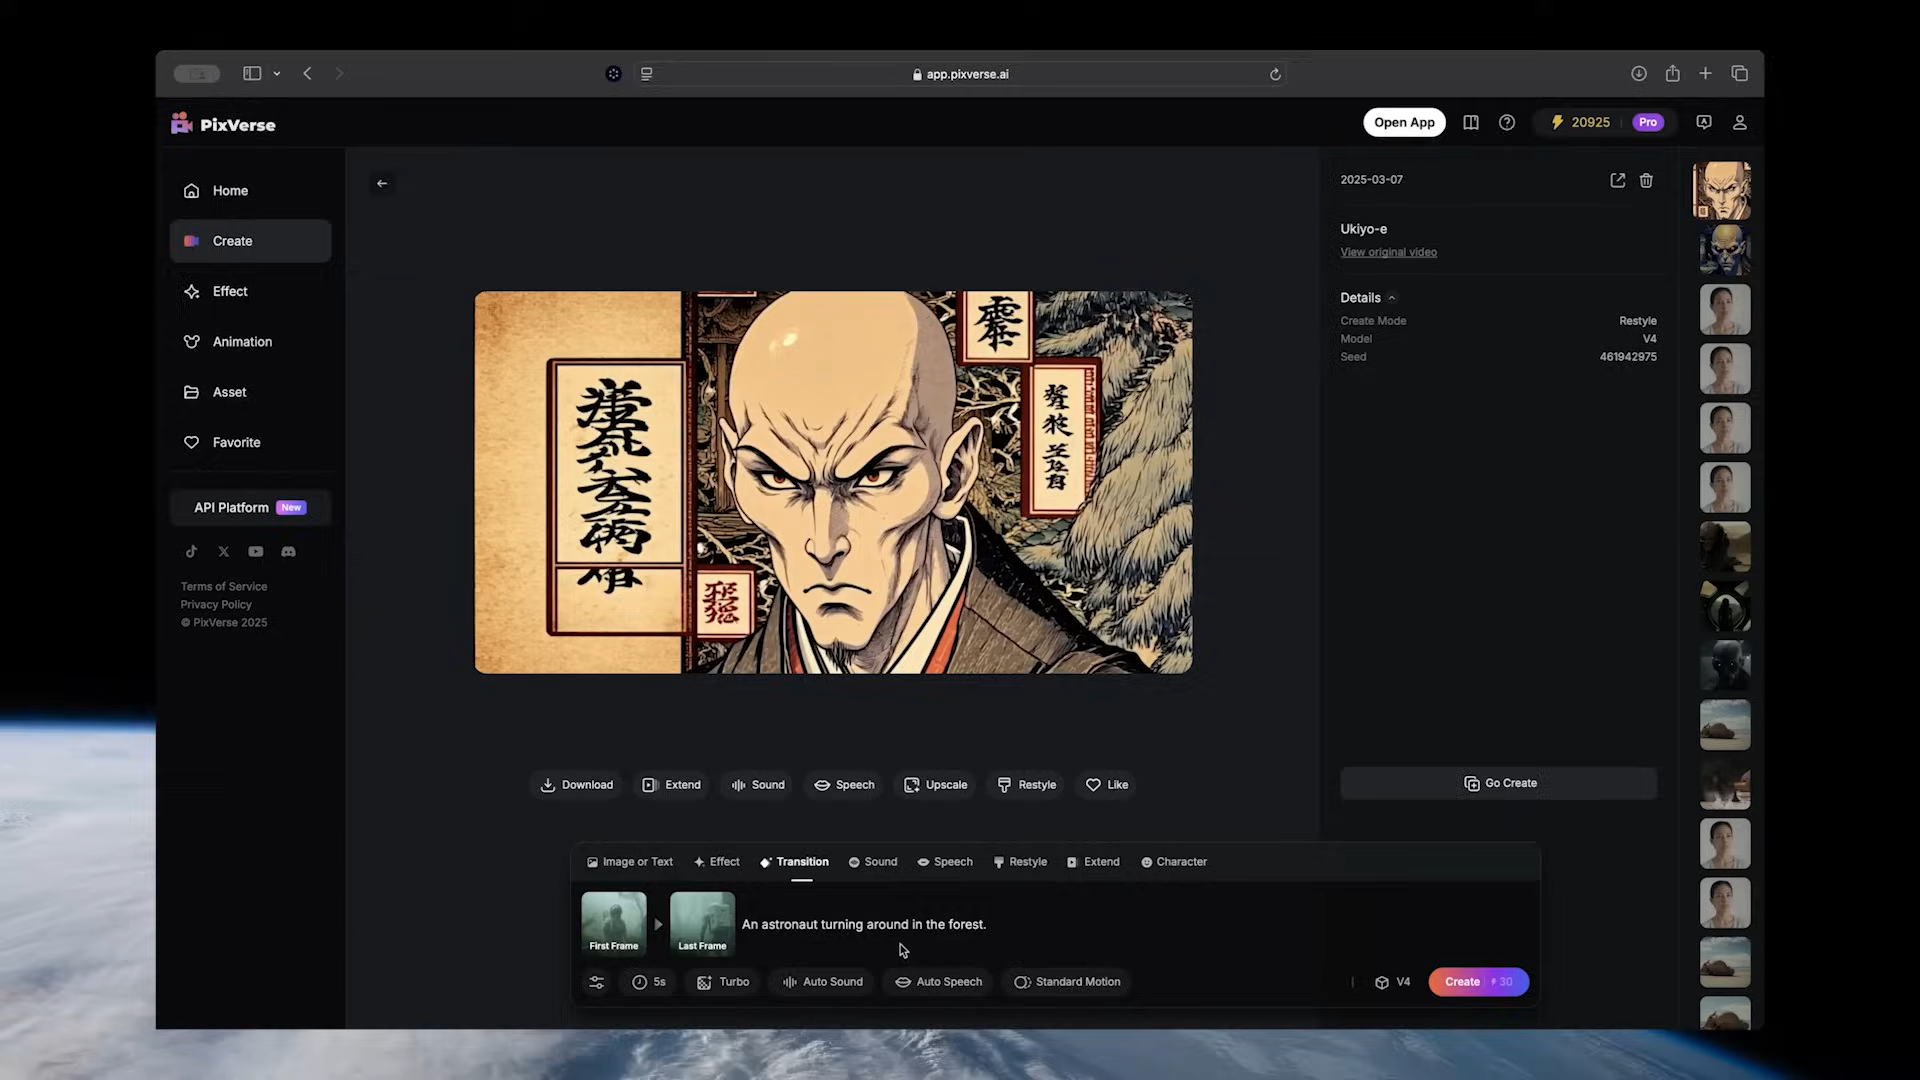 app.pixverse.ai
PixVerse
Open App
20925
Pro
Home
Create
Effect
Animation
Asset
Favorite
API Platform
New
Terms of Service
Privacy Policy
© PixVerse 2025
2025-03-07
Ukiyo-e
View original video
Details
Create Mode Restyle
Model V4
Seed 461942975
Go Create
Download
Extend
Sound
Speech
Upscale
Restyle
Like
Image or Text
Effect
Transition
Sound
Speech
Restyle
Extend
Character
First Frame
Last Frame
An astronaut turning around in the forest.
5s
Turbo
Auto Sound
Auto Speech
Standard Motion
V4
Create 30